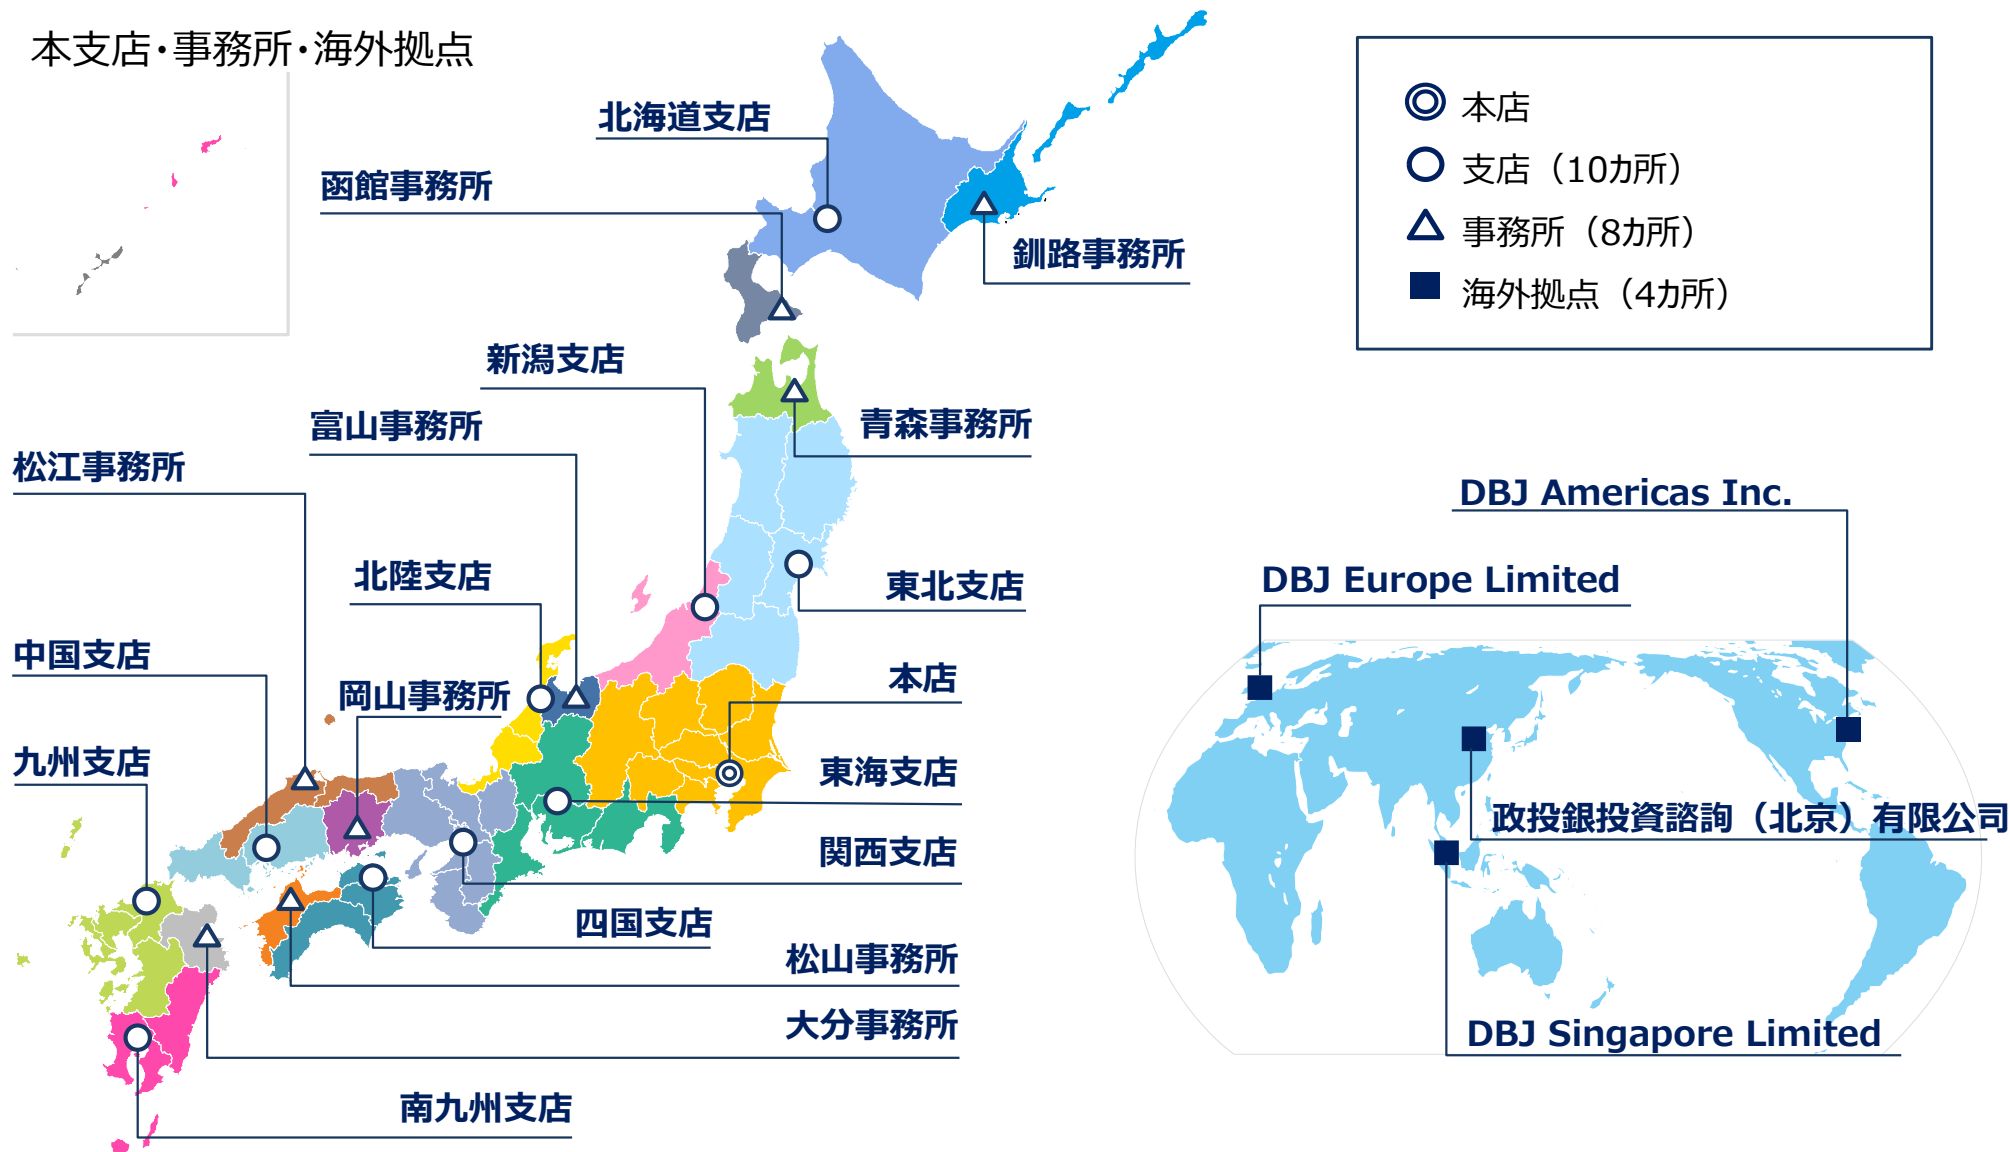 本支店・事務所・海外拠点
本店
支店（10カ所）
事務所（8カ所）
海外拠点（4カ所）
北海道支店
函館事務所
釧路事務所
新潟支店
富山事務所
青森事務所
松江事務所
北陸支店
東北支店
中国支店
岡山事務所
本店
九州支店
東海支店
関西支店
四国支店
松山事務所
大分事務所
南九州支店
DBJ Americas Inc.
DBJ Europe Limited
政投銀投資諮詢（北京）有限公司
DBJ Singapore Limited